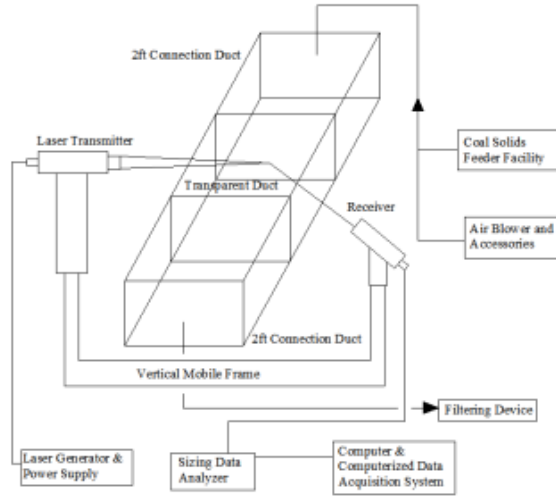 2ft Connection Duct
Laser Transmitter
Coal Solids
Feeder Facility
Transparent Duct
Receiver
Air Blower and
Accessories
2ft Connection Duct
Vertical Mobile Frame
Filtering Device
Laser Generator &
Power Supply
Sizing Data
Analyzer
Computer &
Computerized Data
Acquisition System